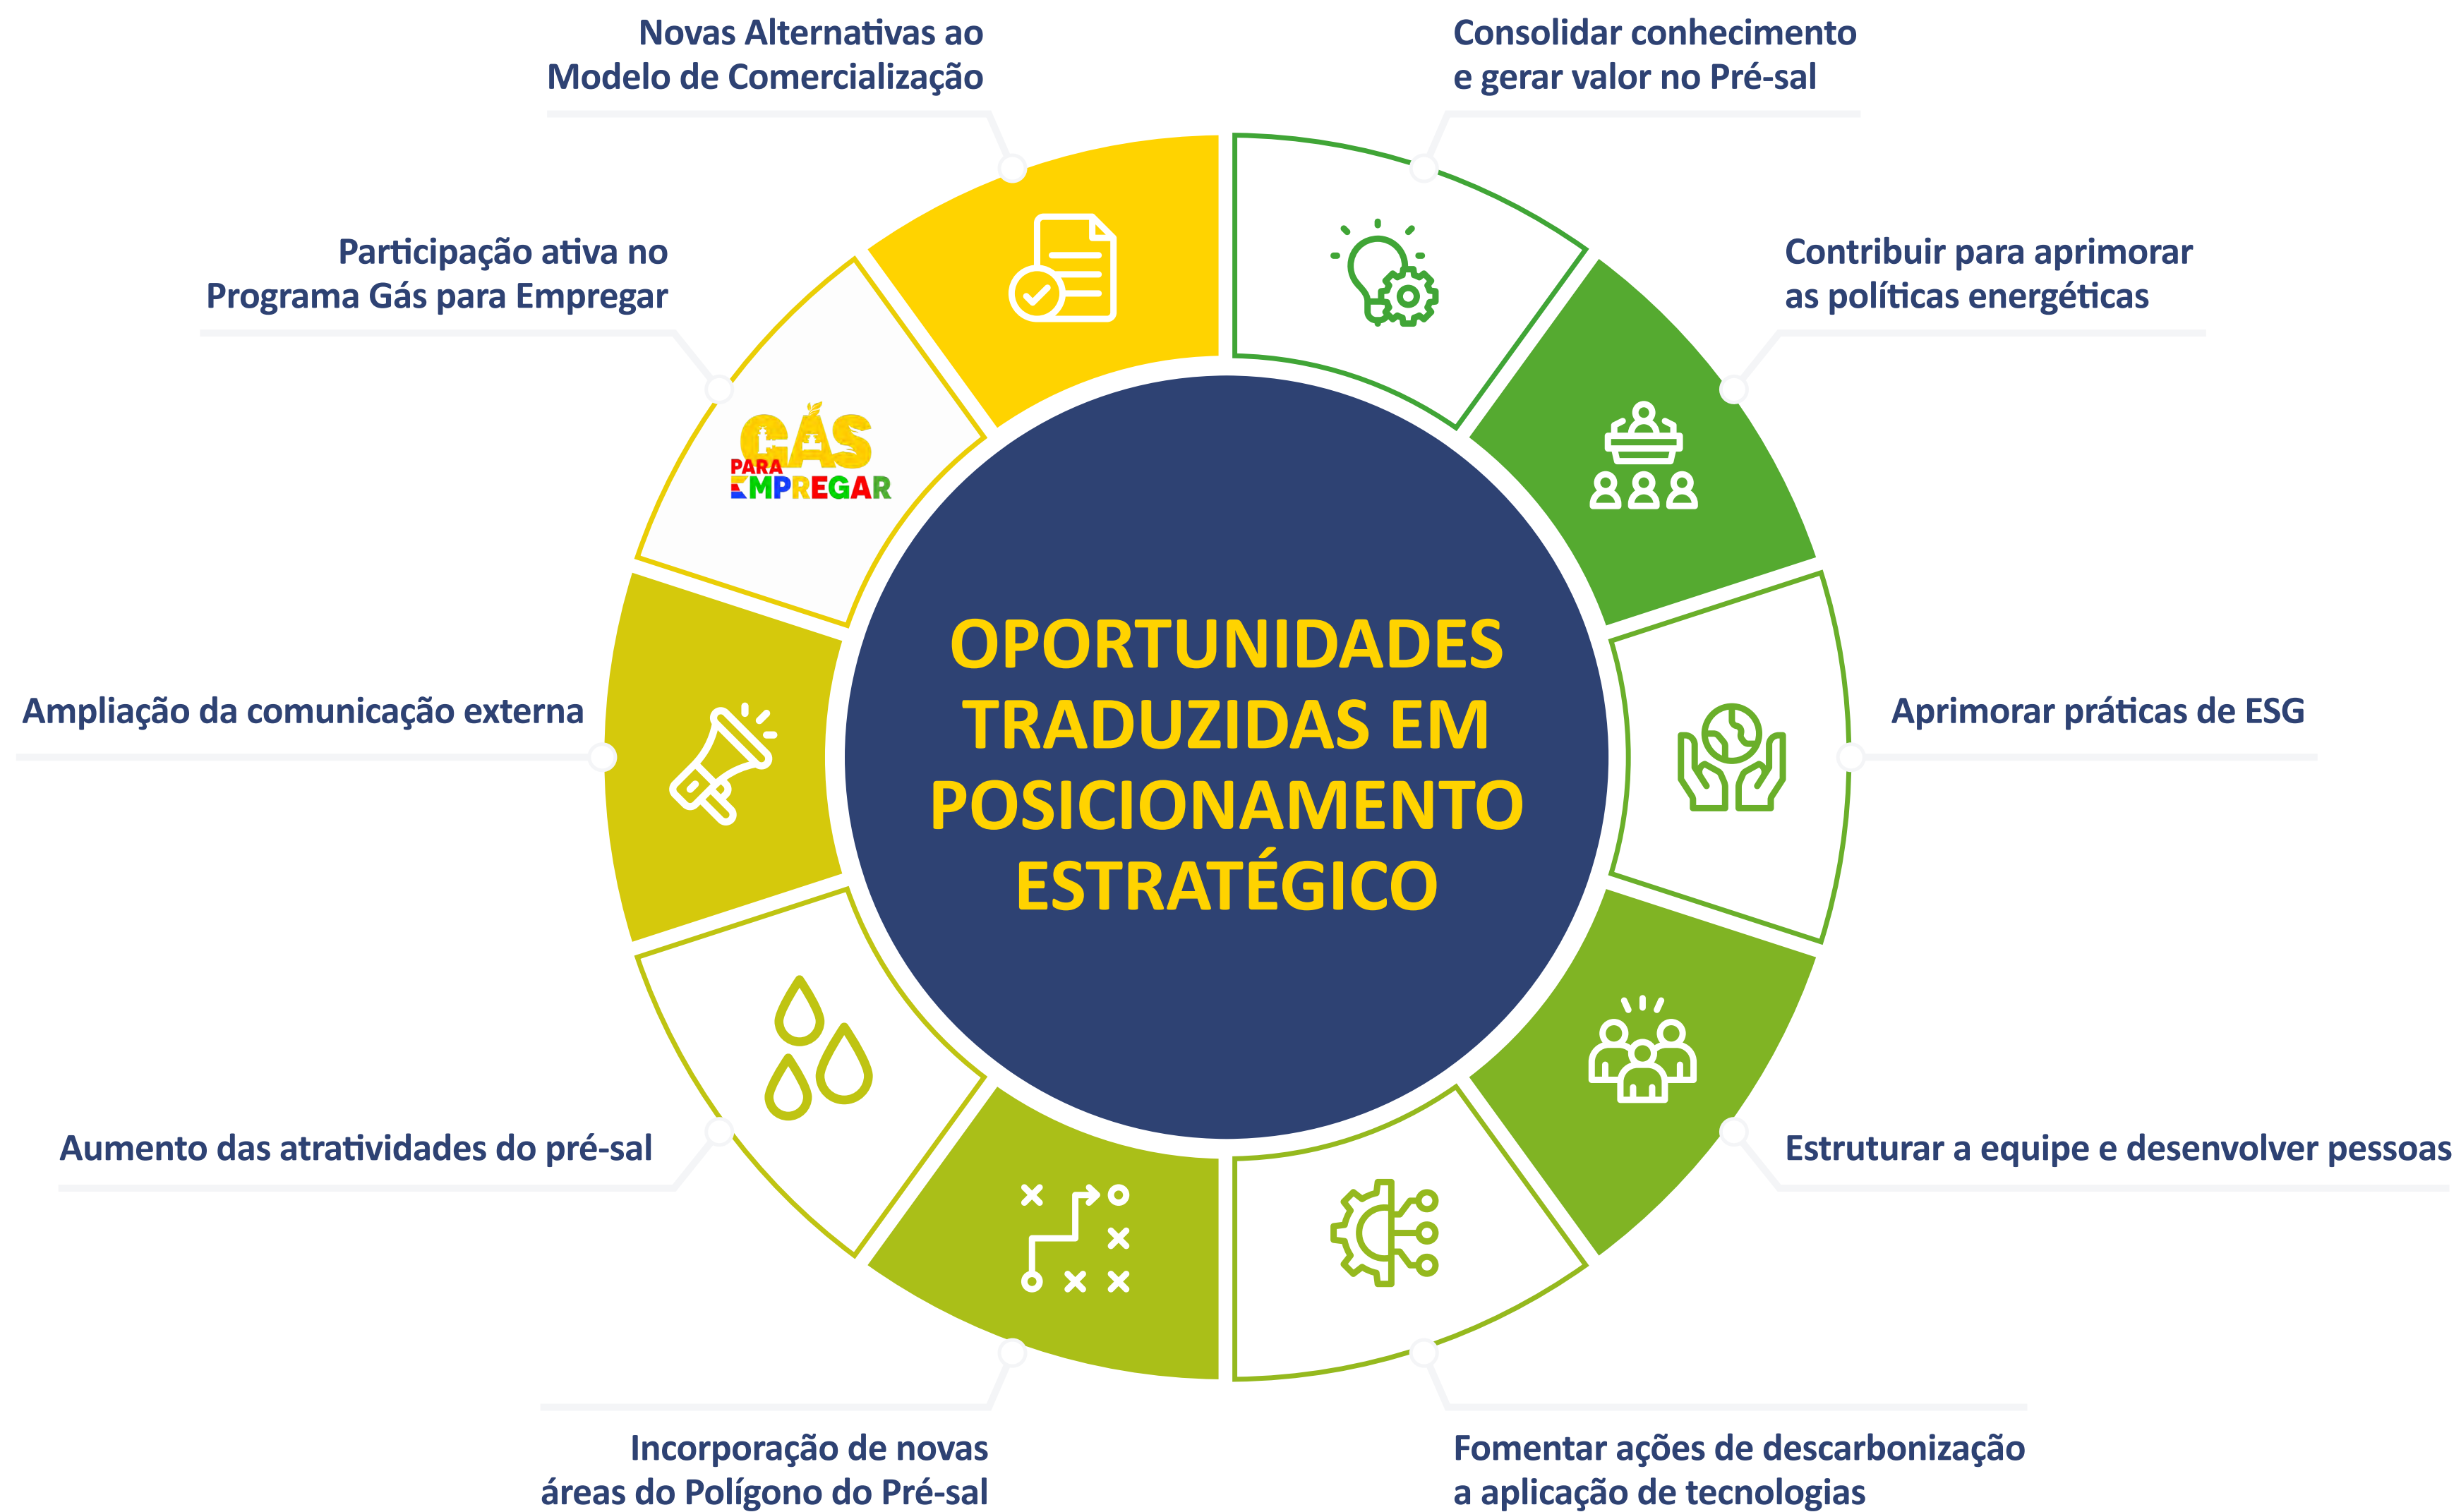 Novas Alternativas ao
Modelo de Comercialização
Consolidar conhecimento
e gerar valor no Pré-sal
Participação ativa no
Programa Gás para Empregar
Contribuir para aprimorar
as políticas energéticas
GÁS
PARA
EMPREGAR
OPORTUNIDADES
TRADUZIDAS EM
POSICIONAMENTO
ESTRATÉGICO
Ampliação da comunicação externa
Aprimorar práticas de ESG
Aumento das atratividades do pré-sal
Estruturar a equipe e desenvolver pessoas
Incorporação de novas
áreas do Polígono do Pré-sal
Fomentar ações de descarbonização
a aplicação de tecnologias